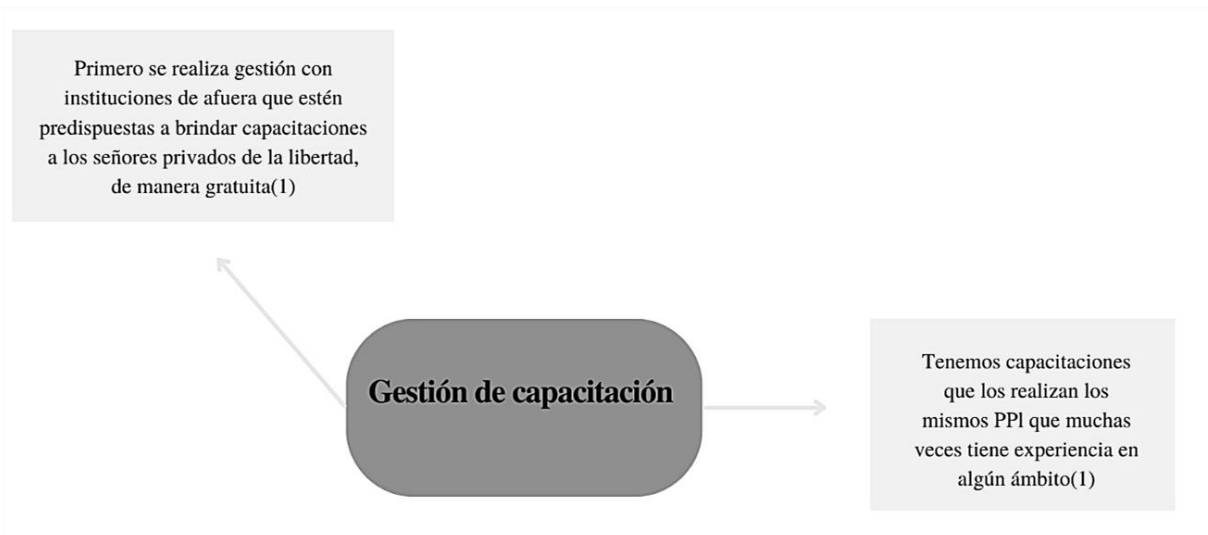 Primero se realiza gestión con
instituciones de afuera que estén
predispuestas a brindar capacitaciones
a los señores privados de la libertad,
de manera gratuita(1)
Gestión de capacitación
Tenemos capacitaciones
que los realizan los
mismos PPl que muchas
veces tiene experiencia en
algún ámbito(1)